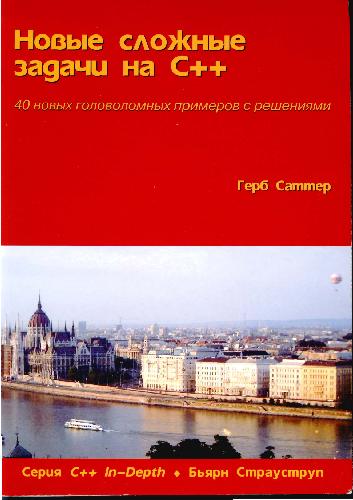 Новые сложные
задачи на C++
40 новых головоломных примеров с решениями
Герб Саттер
Серия C++ In-Depth ♦ Бьярн Страуструп